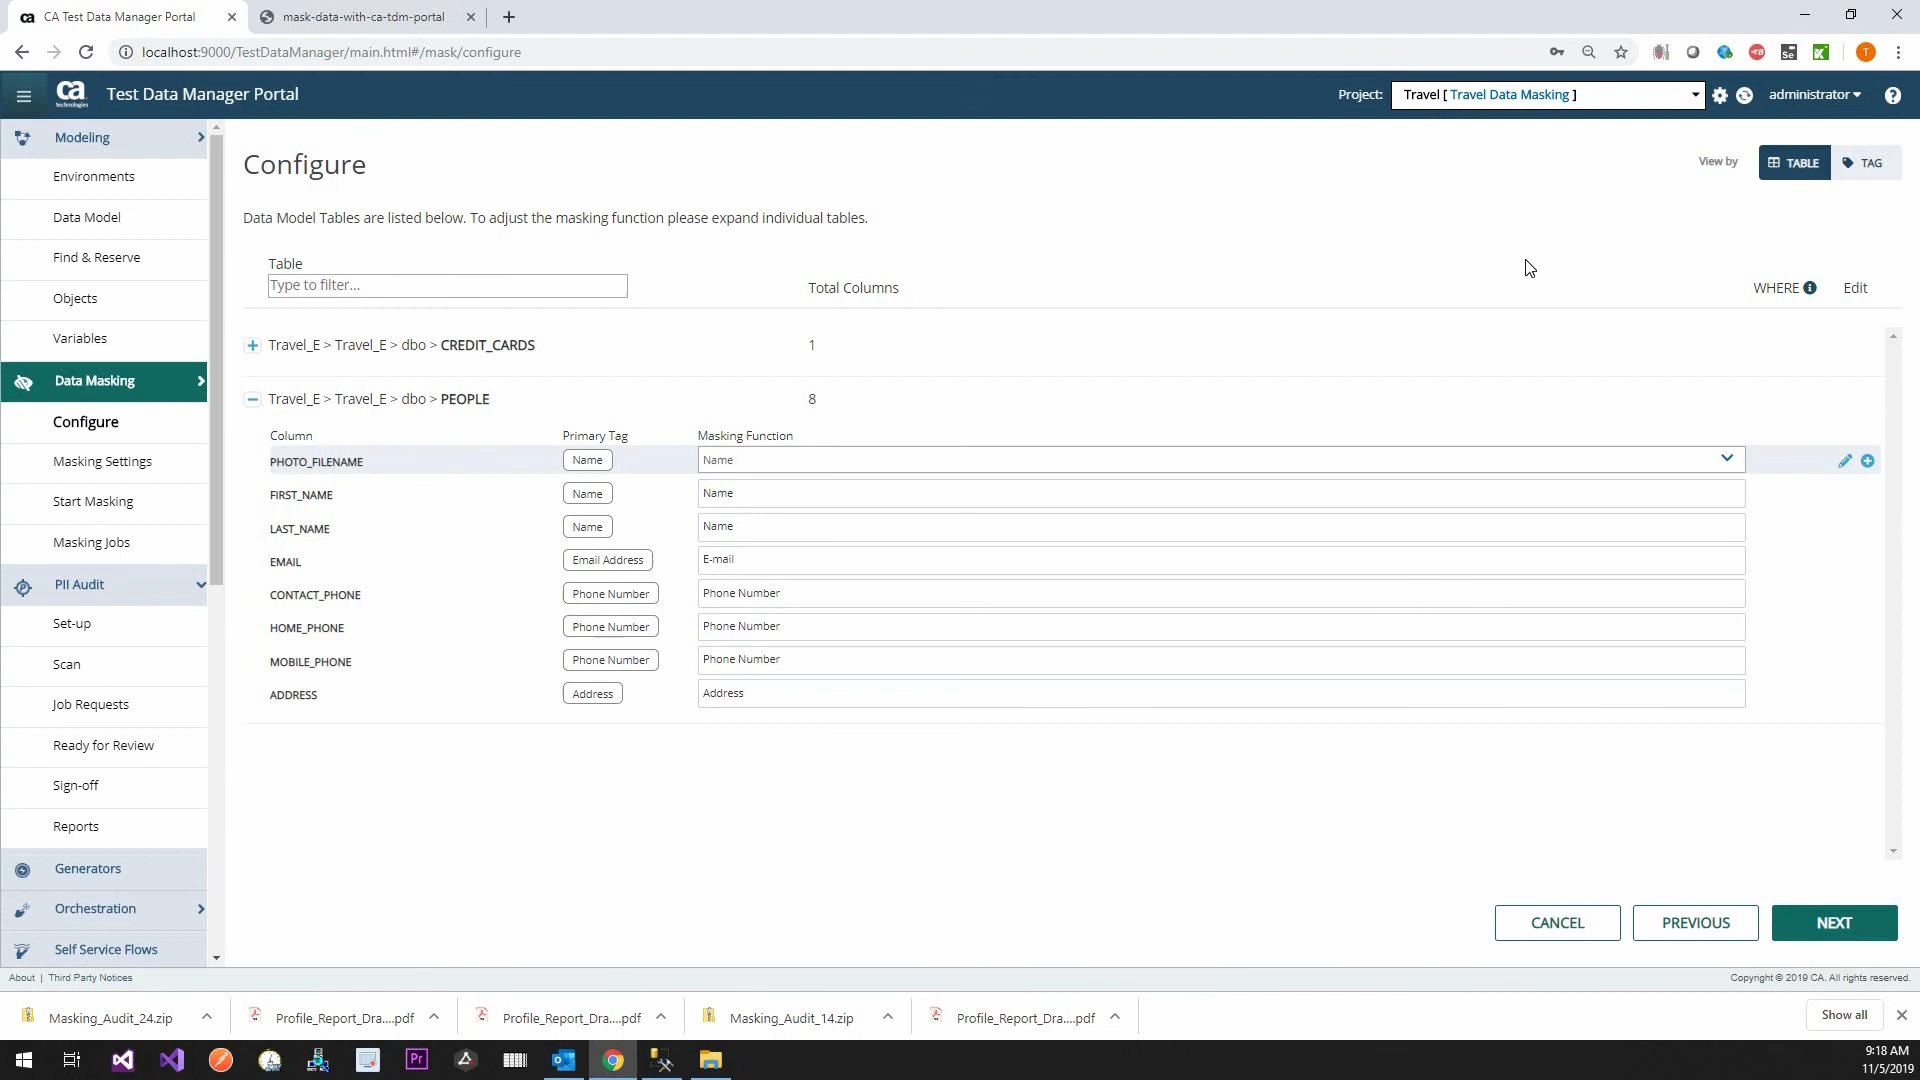 CA Test Data Manager Portal
mask-data-with-ca-tdm-portal
localhost:9000/TestDataManager/main.html#/mask/configure
ca
technologies
Test Data Manager Portal
Project:
Travel [ Travel Data Masking ]
administrator
Modeling
Environments
Data Model
Find & Reserve
Objects
Variables
Data Masking
Configure
Masking Settings
Start Masking
Masking Jobs
PII Audit
Set-up
Scan
Job Requests
Ready for Review
Sign-off
Reports
Generators
Orchestration
Self Service Flows
Configure
View by
TABLE
TAG
Data Model Tables are listed below. To adjust the masking function please expand individual tables.
Table
Type to filter...
Total Columns
WHERE
Edit
Travel_E > Travel_E > dbo > CREDIT_CARDS 1
Travel_E > Travel_E > dbo > PEOPLE 8
Column Primary Tag Masking Function
PHOTO_FILENAME Name Name
FIRST_NAME Name Name
LAST_NAME Name Name
EMAIL Email Address E-mail
CONTACT_PHONE Phone Number Phone Number
HOME_PHONE Phone Number Phone Number
MOBILE_PHONE Phone Number Phone Number
ADDRESS Address Address
CANCEL
PREVIOUS
NEXT
About | Third Party Notices
Copyright © 2019 CA. All rights reserved.
Masking_Audit_24.zip
Profile_Report_Dra....pdf
Profile_Report_Dra....pdf
Masking_Audit_14.zip
Profile_Report_Dra....pdf
Show all
Pr
9:18 AM
11/5/2019